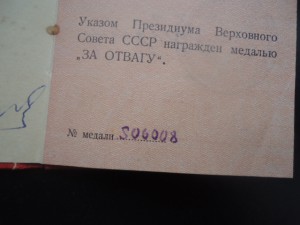 Указом Президиума Верховного
Совета СССР награжден медалью
„ЗА ОТВАГУ“.
№ медали 506008